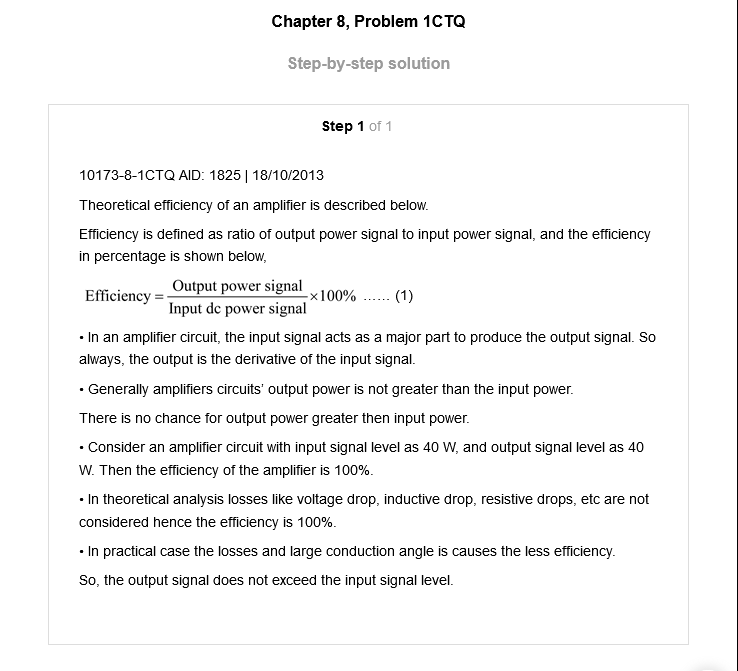 Chapter 8, Problem 1CTQ
Step-by-step solution
Step 1 of 1
10173-8-1CTQ AID: 1825 | 18/10/2013
Theoretical efficiency of an amplifier is described below.
Efficiency is defined as ratio of output power signal to input power signal, and the efficiency
in percentage is shown below,
Efficiency = Output power signal / Input dc power signal ×100% ...... (1)
• In an amplifier circuit, the input signal acts as a major part to produce the output signal. So
always, the output is the derivative of the input signal.
• Generally amplifiers circuits' output power is not greater than the input power.
There is no chance for output power greater then input power.
• Consider an amplifier circuit with input signal level as 40 W, and output signal level as 40
W. Then the efficiency of the amplifier is 100%.
• In theoretical analysis losses like voltage drop, inductive drop, resistive drops, etc are not
considered hence the efficiency is 100%.
• In practical case the losses and large conduction angle is causes the less efficiency.
So, the output signal does not exceed the input signal level.